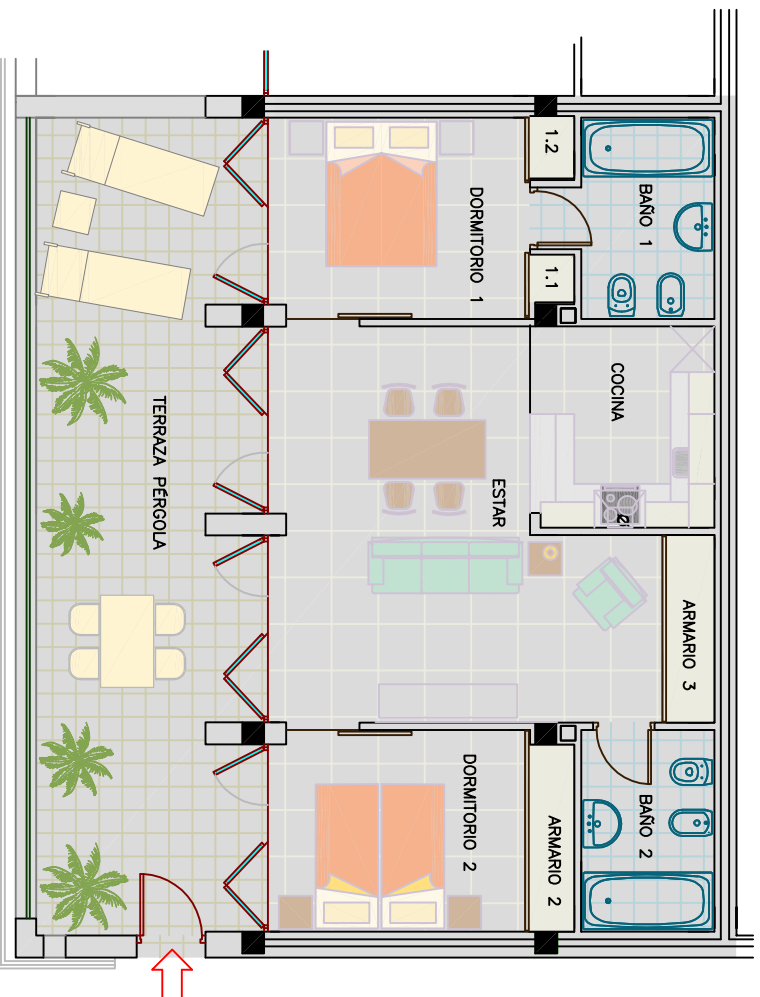 1.2
BAÑO 1
DORMITORIO 1
1.1
COCINA
TERRAZA PÉRGOLA
ESTAR
ARMARIO 3
DORMITORIO 2
BAÑO 2
ARMARIO 2